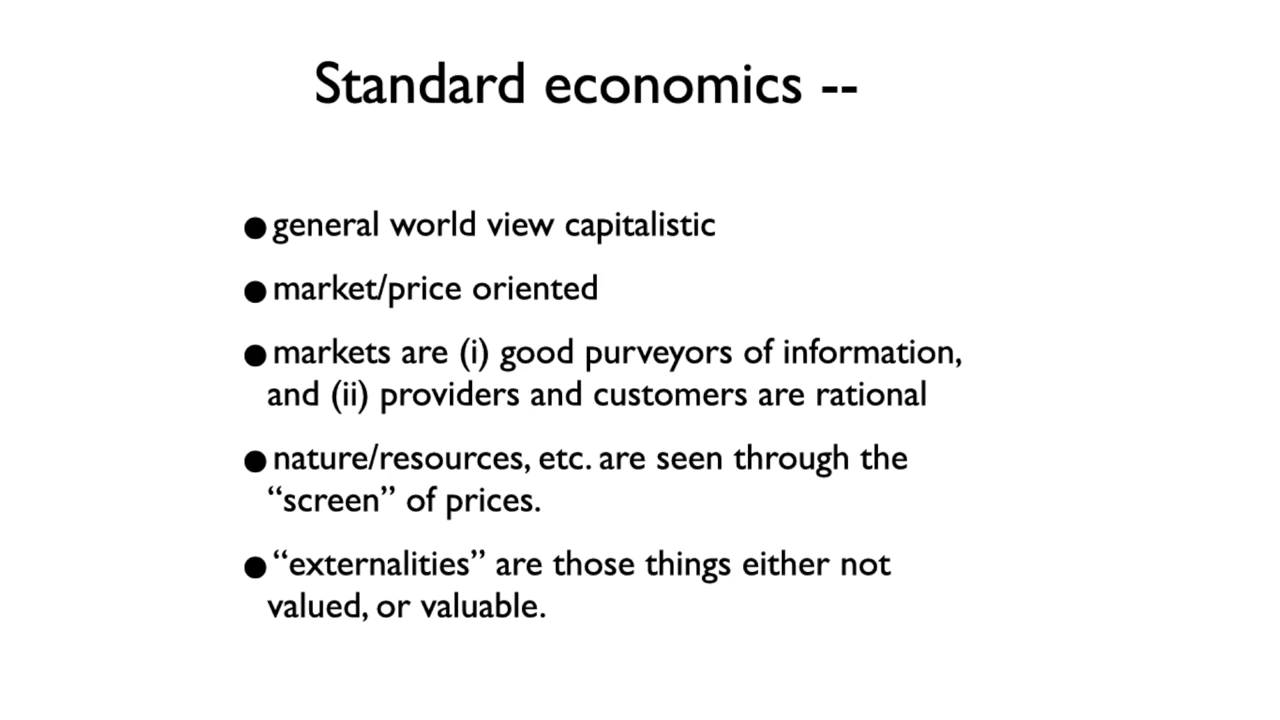 Standard economics --
●general world view capitalistic
●market/price oriented
●markets are (i) good purveyors of information,
and (ii) providers and customers are rational
●nature/resources, etc. are seen through the
“screen” of prices.
●“externalities” are those things either not
valued, or valuable.